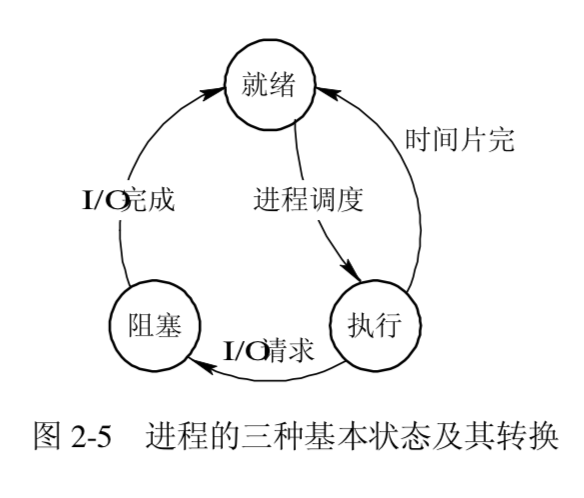 就绪
时间片完
I/O完成
进程调度
阻塞
执行
I/O请求
图 2-5 进程的三种基本状态及其转换